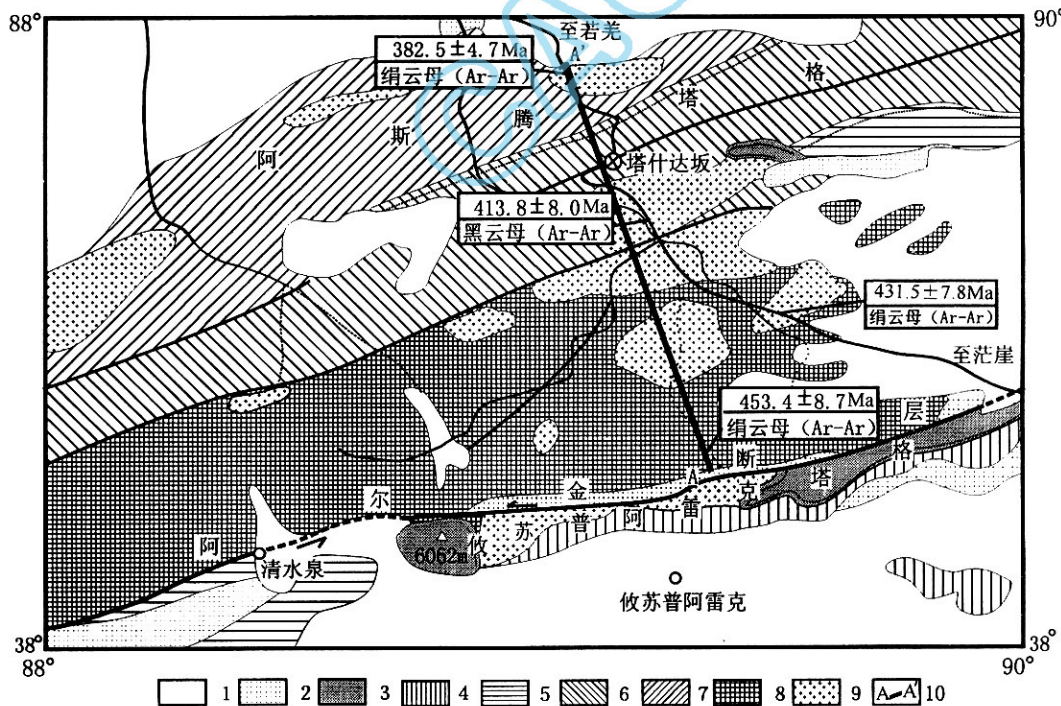 88°
90°
至若羌
382.5±4.7Ma
绢云母 (Ar-Ar)
A'
阿
斯
腾
塔
格
塔什达坂
413.8±8.0Ma
黑云母 (Ar-Ar)
431.5±7.8Ma
绢云母 (Ar-Ar)
至茫崖
453.4±8.7Ma
绢云母 (Ar-Ar)
阿
尔
金
A
断
层
攸
苏
普
阿
雷
克
塔
格
6062m
清水泉
攸苏普阿雷克
38°
38°
88°
90°
1
2
3
4
5
6
7
8
9
A A' 10